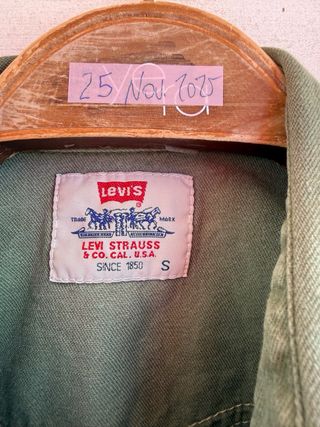 25 Nov. 2025
LEVI'S
®
TRADE MARK
LEVI STRAUSS
& CO. CAL. U.S.A.
SINCE 1850 S